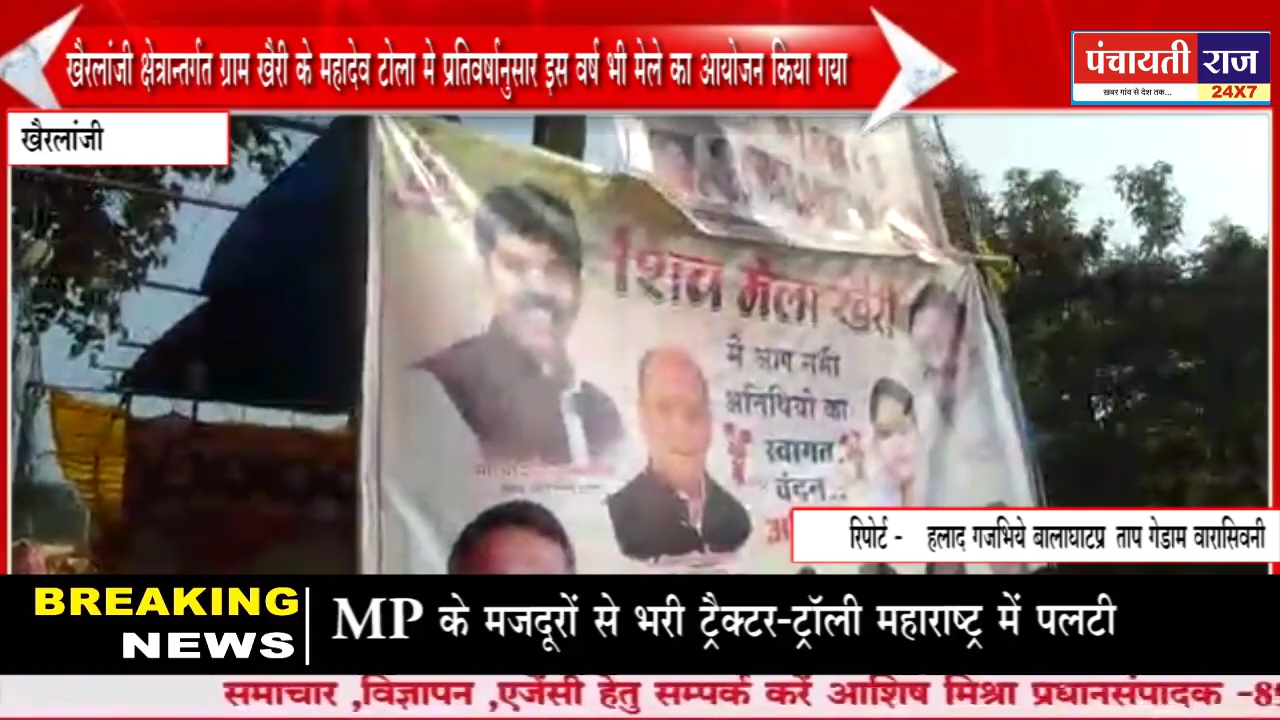 खैरलांजी क्षेत्रान्तर्गत ग्राम खैरी के महादेव टोला मे प्रतिवर्षानुसार इस वर्ष भी मेले का आयोजन किया गया
पंचायती राज
खबर गांव से देश तक...
24X7
खैरलांजी
शिव मेला खैरी
में आप सभी
अतिथियो का
स्वागत
वंदन..
रिपोर्ट - हलाद गजभिये बालाघाटप्र ताप गेडाम वारासिवनी
BREAKING
NEWS
MP के मजदूरों से भरी ट्रैक्टर-ट्रॉली महाराष्ट्र में पलटी
समाचार ,विज्ञापन ,एजेंसी हेतु सम्पर्क करें आशिष मिश्रा प्रधानसंपादक -8